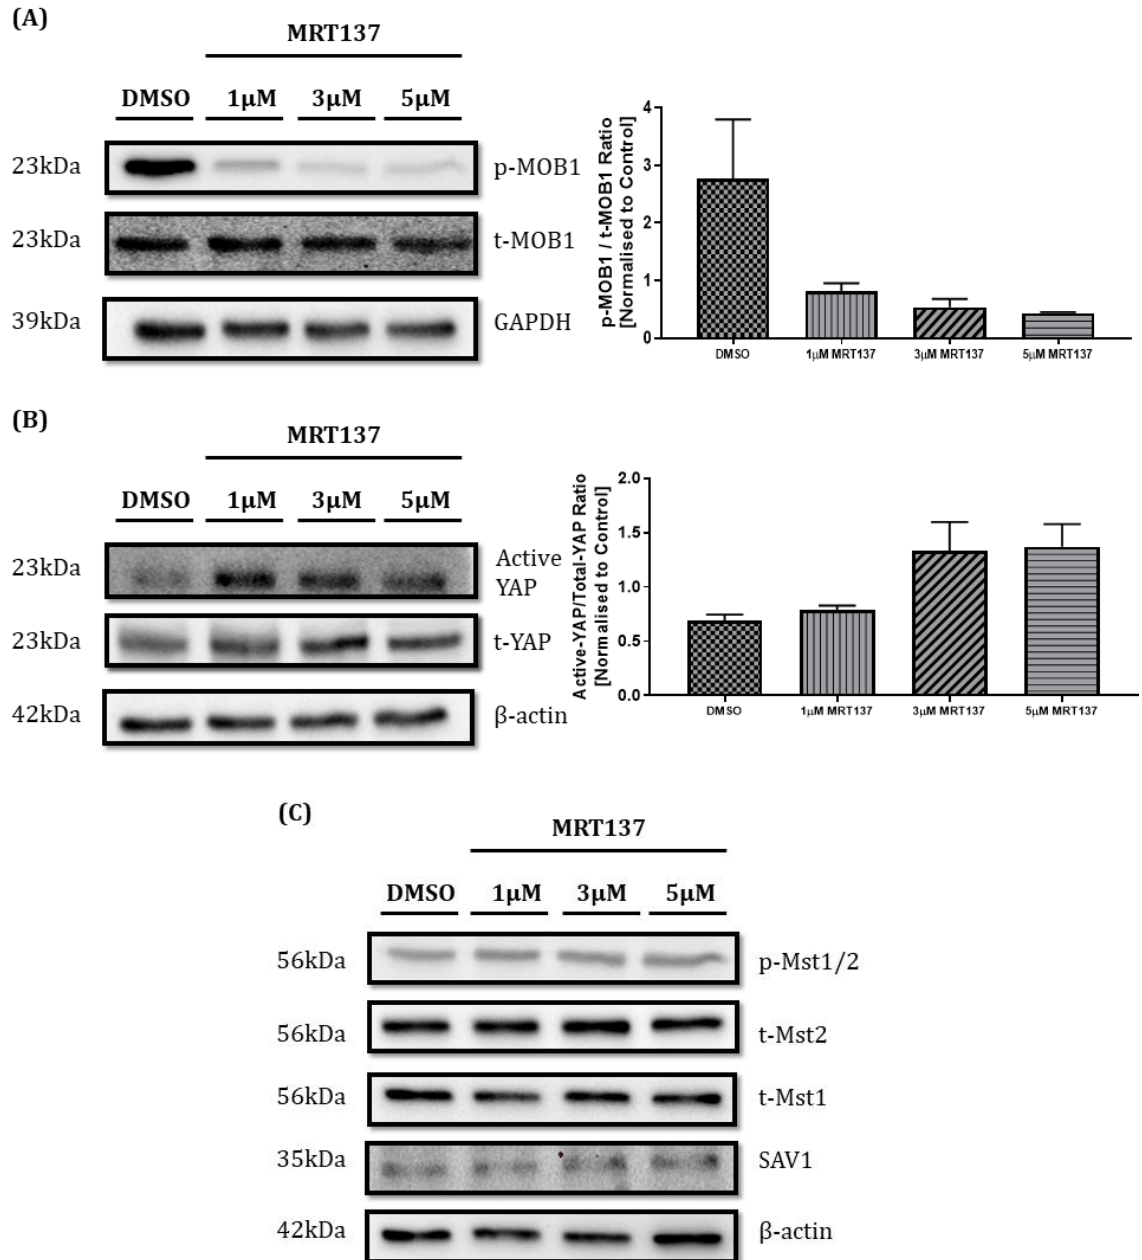 (A)
MRT137
DMSO 1μM 3μM 5μM
23kDa p-MOB1
23kDa t-MOB1
39kDa GAPDH
p-MOB1 / t-MOB1 Ratio
[Normalised to Control]
4
3
2
1
0
DMSO 1μM MRT137 3μM MRT137 5μM MRT137
(B)
MRT137
DMSO 1μM 3μM 5μM
23kDa Active
YAP
23kDa t-YAP
42kDa β-actin
Active-YAP/Total-YAP Ratio
[Normalised to Control]
2.0
1.5
1.0
0.5
0.0
DMSO 1μM MRT137 3μM MRT137 5μM MRT137
(C)
MRT137
DMSO 1μM 3μM 5μM
56kDa p-Mst1/2
56kDa t-Mst2
56kDa t-Mst1
35kDa SAV1
42kDa β-actin